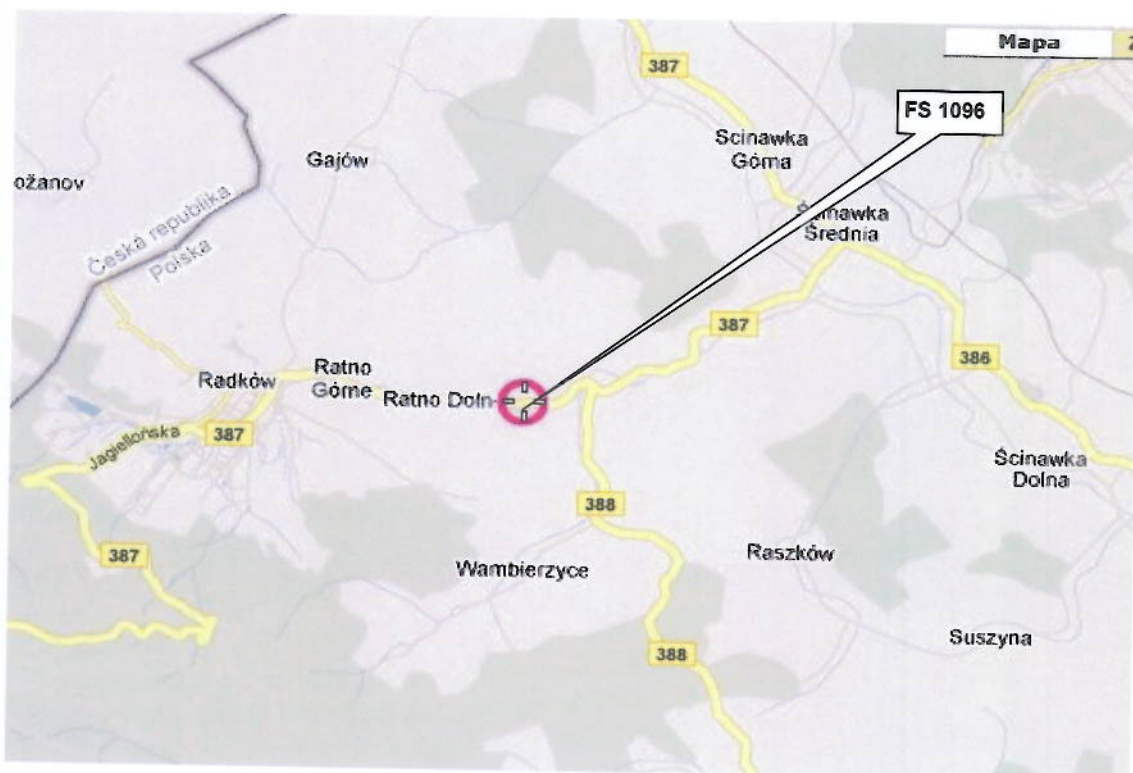 Mapa
387
FS 1096
Scinawka
Górna
Gajów
ožanov
Česká republika
Polska
Średnia
387
386
Ratno
Górne
Radków
Ratno Doln
Jagiellońska
387
Ścinawka
Dolna
388
387
Raszków
Wambierzyce
Suszyna
388